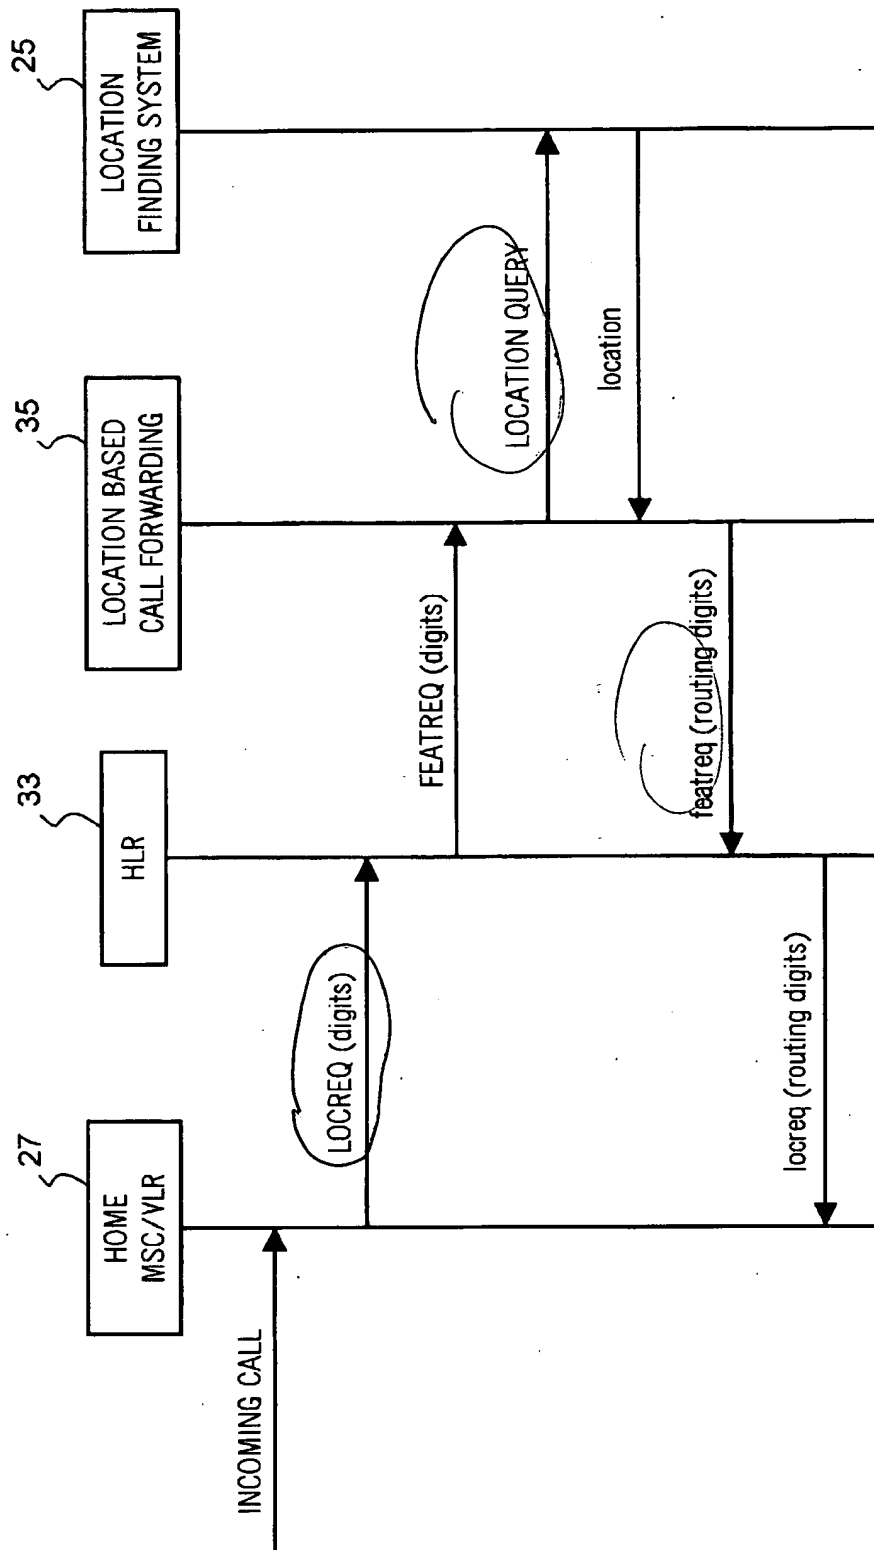 27
HOME
MSC/VLR
33
HLR
35
LOCATION BASED
CALL FORWARDING
25
LOCATION
FINDING SYSTEM
INCOMING CALL
LOCREQ (digits)
FEATREQ (digits)
LOCATION QUERY
location
featreq (routing digits)
locreq (routing digits)